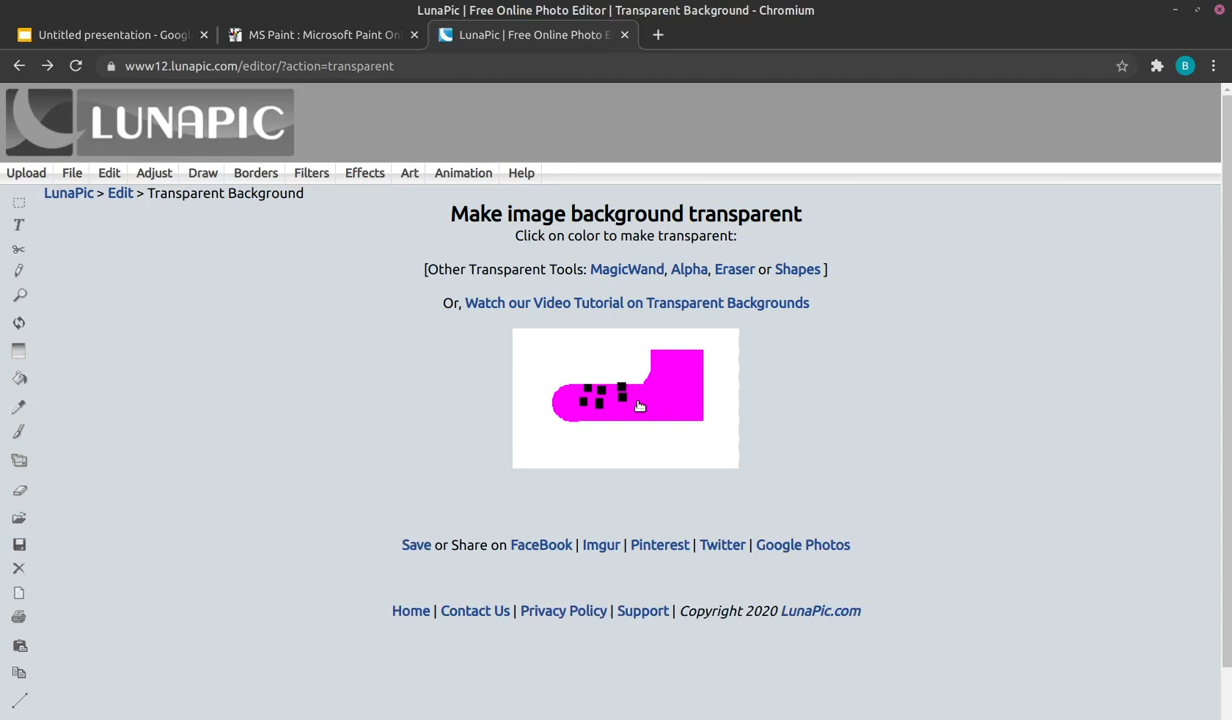 LunaPic | Free Online Photo Editor | Transparent Background - Chromium
Untitled presentation - Goog
MS Paint : Microsoft Paint On
LunaPic | Free Online Photo E
www12.lunapic.com/editor/?action=transparent
B
LUNAPIC
Upload File Edit Adjust Draw Borders Filters Effects Art Animation Help
LunaPic > Edit > Transparent Background
T
Make image background transparent
Click on color to make transparent:
[Other Transparent Tools: MagicWand, Alpha, Eraser or Shapes ]
Or, Watch our Video Tutorial on Transparent Backgrounds
Save or Share on FaceBook | Imgur | Pinterest | Twitter | Google Photos
Home | Contact Us | Privacy Policy | Support | Copyright 2020 LunaPic.com